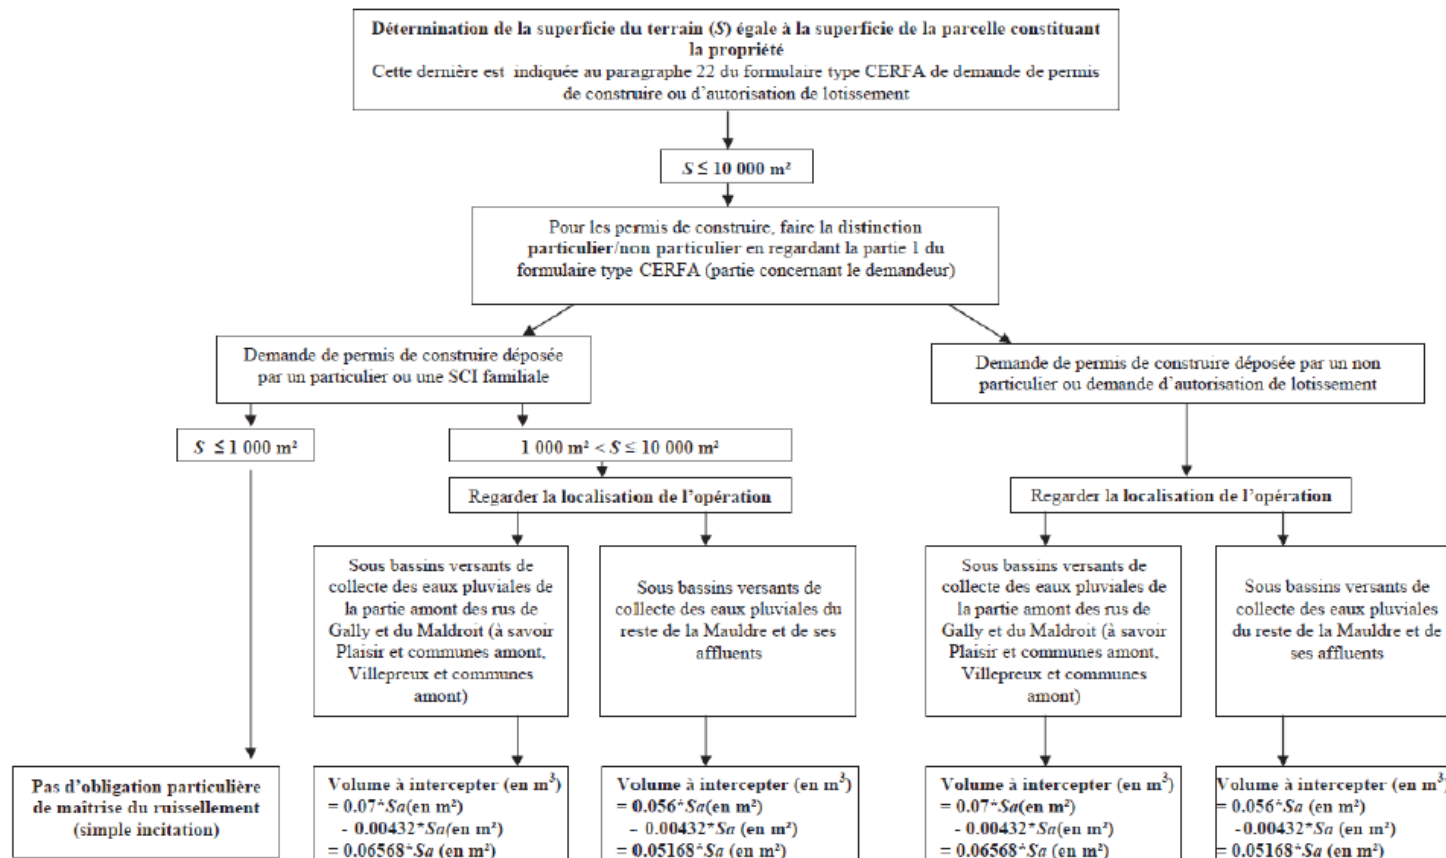 Détermination de la superficie du terrain (S) égale à la superficie de la parcelle constituant
la propriété
Cette dernière est indiquée au paragraphe 22 du formulaire type CERFA de demande de permis
de construire ou d'autorisation de lotissement
S ≤ 10 000 m²
Pour les permis de construire, faire la distinction
particulier/non particulier en regardant la partie 1 du
formulaire type CERFA (partie concernant le demandeur)
Demande de permis de construire déposée
par un particulier ou une SCI familiale
Demande de permis de construire déposée par un non
particulier ou demande d'autorisation de lotissement
S ≤ 1 000 m²
1 000 m² < S ≤ 10 000 m²
Regarder la localisation de l'opération
Regarder la localisation de l'opération
Sous bassins versants de
collecte des eaux pluviales de
la partie amont des rus de
Gally et du Maldroit (à savoir
Plaisir et communes amont,
Villepreux et communes
amont)
Sous bassins versants de
collecte des eaux pluviales du
reste de la Mauldre et de ses
affluents
Sous bassins versants de
collecte des eaux pluviales de
la partie amont des rus de
Gally et du Maldroit (à savoir
Plaisir et communes amont,
Villepreux et communes
amont)
Sous bassins versants de
collecte des eaux pluviales
du reste de la Mauldre et de
ses affluents
Pas d'obligation particulière
de maîtrise du ruissellement
(simple incitation)
Volume à intercepter (en m³)
= 0.07*Sa(en m²)
- 0.00432*Sa(en m²)
= 0.06568*Sa (en m²)
Volume à intercepter (en m³)
= 0.056*Sa(en m²)
- 0.00432*Sa (en m²)
= 0.05168*Sa (en m²)
Volume à intercepter (en m³)
= 0.07*Sa(en m²)
- 0.00432*Sa (en m²)
= 0.06568*Sa (en m²)
Volume à intercepter (en m³)
= 0.056*Sa(en m²)
-0.00432*Sa (en m²)
= 0.05168*Sa (en m²)